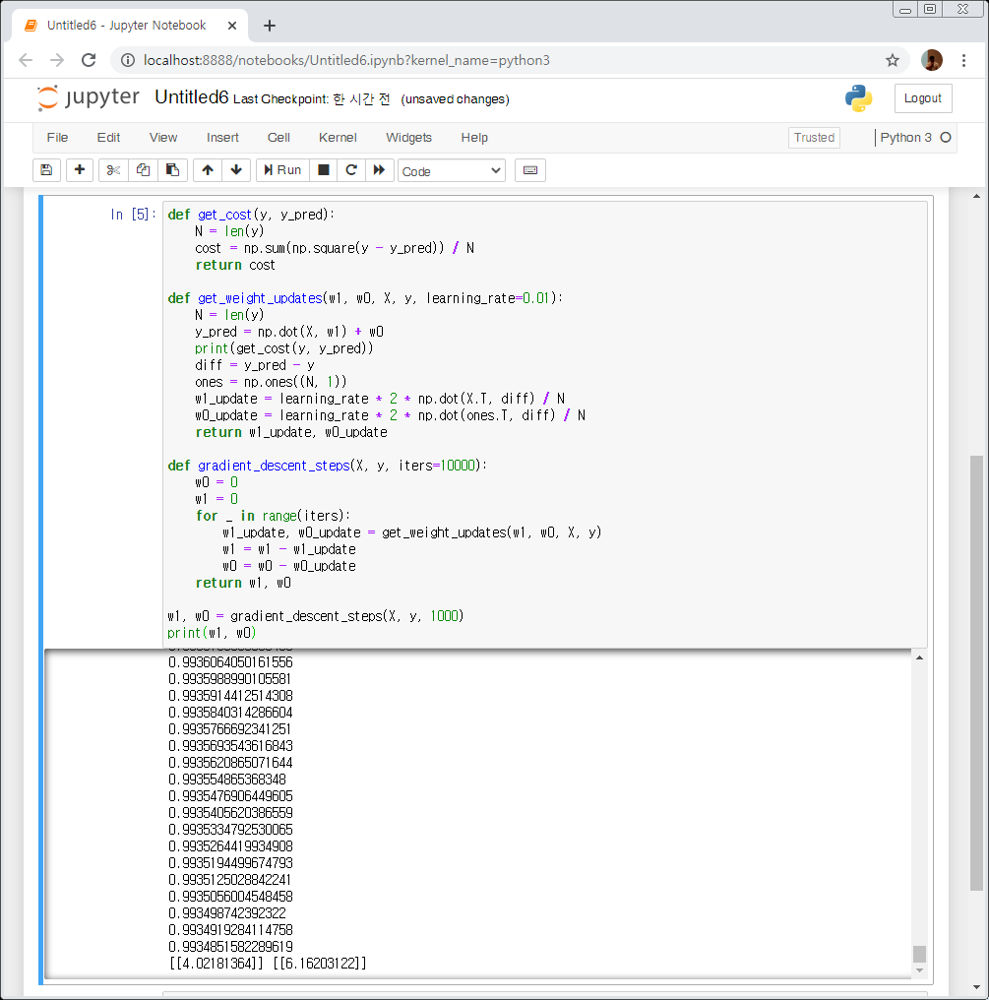 Untitled6 - Jupyter Notebook
localhost:8888/notebooks/Untitled6.ipynb?kernel_name=python3
jupyter Untitled6 Last Checkpoint: 한 시간 전 (unsaved changes)
Logout
File Edit View Insert Cell Kernel Widgets Help
Trusted
Python 3
Run
Code
In [5]:
def get_cost(y, y_pred):
    N = len(y)
    cost = np.sum(np.square(y - y_pred)) / N
    return cost
def get_weight_updates(w1, w0, X, y, learning_rate=0.01):
    N = len(y)
    y_pred = np.dot(X, w1) + w0
    print(get_cost(y, y_pred))
    diff = y_pred - y
    ones = np.ones((N, 1))
    w1_update = learning_rate * 2 * np.dot(X.T, diff) / N
    w0_update = learning_rate * 2 * np.dot(ones.T, diff) / N
    return w1_update, w0_update
def gradient_descent_steps(X, y, iters=10000):
    w0 = 0
    w1 = 0
    for _ in range(iters):
        w1_update, w0_update = get_weight_updates(w1, w0, X, y)
        w1 = w1 - w1_update
        w0 = w0 - w0_update
    return w1, w0
w1, w0 = gradient_descent_steps(X, y, 1000)
print(w1, w0)
0.9936064050161556
0.9935988990105581
0.9935914412514308
0.9935840314286604
0.9935766692341251
0.9935693543616843
0.9935620865071644
0.993554865368348
0.9935476906449605
0.9935405620386559
0.9935334792530065
0.9935264419934908
0.9935194499674793
0.9935125028842241
0.9935056004548458
0.993498742392322
0.9934919284114758
0.9934851582289619
[[4.02181364]] [[6.16203122]]